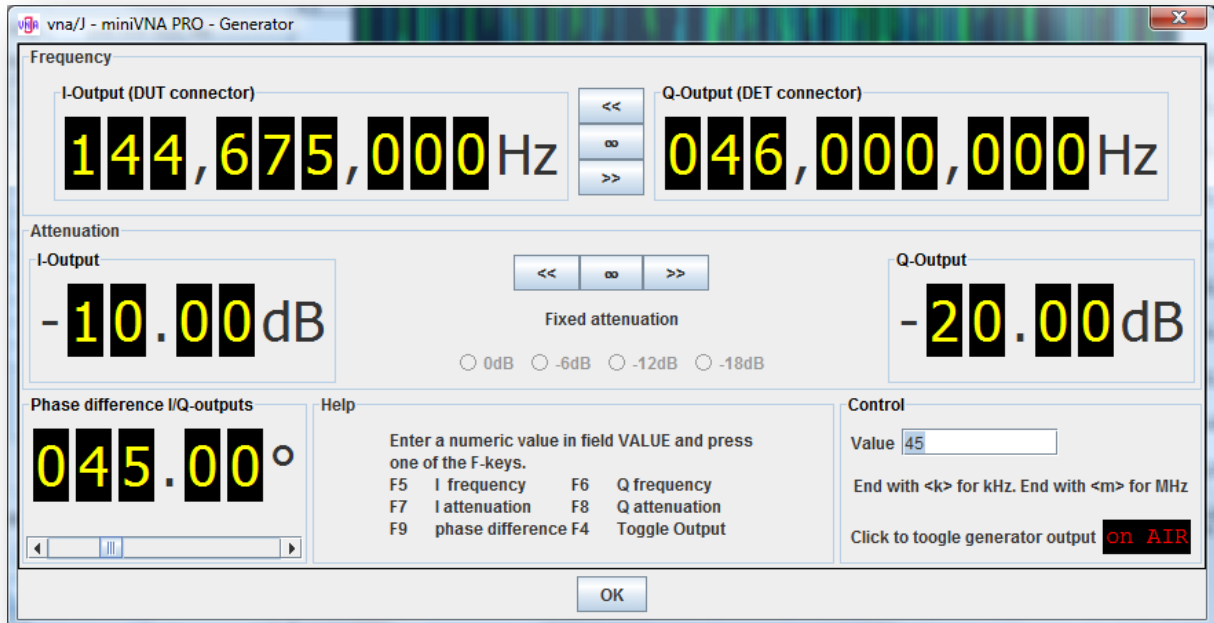 vna/J - miniVNA PRO - Generator
Frequency
I-Output (DUT connector)
144,675,000Hz
<<
∞
>>
Q-Output (DET connector)
046,000,000Hz
Attenuation
I-Output
-10.00dB
<< ∞ >>
Fixed attenuation
0dB -6dB -12dB -18dB
Q-Output
-20.00dB
Phase difference I/Q-outputs
045.00°
Help
Enter a numeric value in field VALUE and press
one of the F-keys.
F5 I frequency F6 Q frequency
F7 I attenuation F8 Q attenuation
F9 phase difference F4 Toggle Output
Control
Value 45
End with <k> for kHz. End with <m> for MHz
Click to toogle generator output on AIR
OK